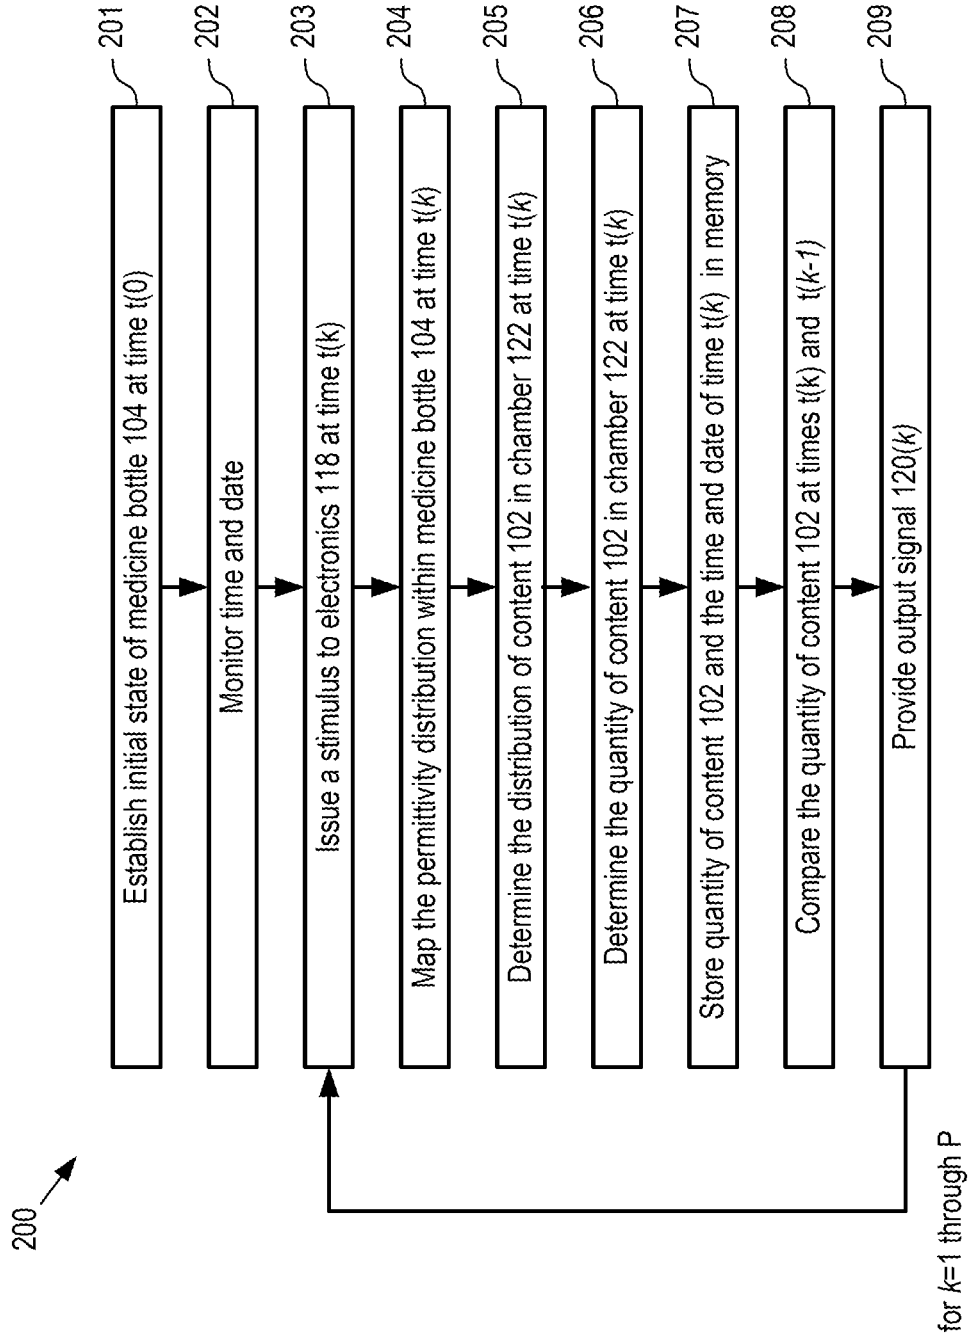 200
Establish initial state of medicine bottle 104 at time t(0)
201
Monitor time and date
202
Issue a stimulus to electronics 118 at time t(k)
203
Map the permittivity distribution within medicine bottle 104 at time t(k)
204
Determine the distribution of content 102 in chamber 122 at time t(k)
205
Determine the quantity of content 102 in chamber 122 at time t(k)
206
Store quantity of content 102 and the time and date of time t(k) in memory
207
Compare the quantity of content 102 at times t(k) and t(k-1)
208
Provide output signal 120(k)
209
for k=1 through P